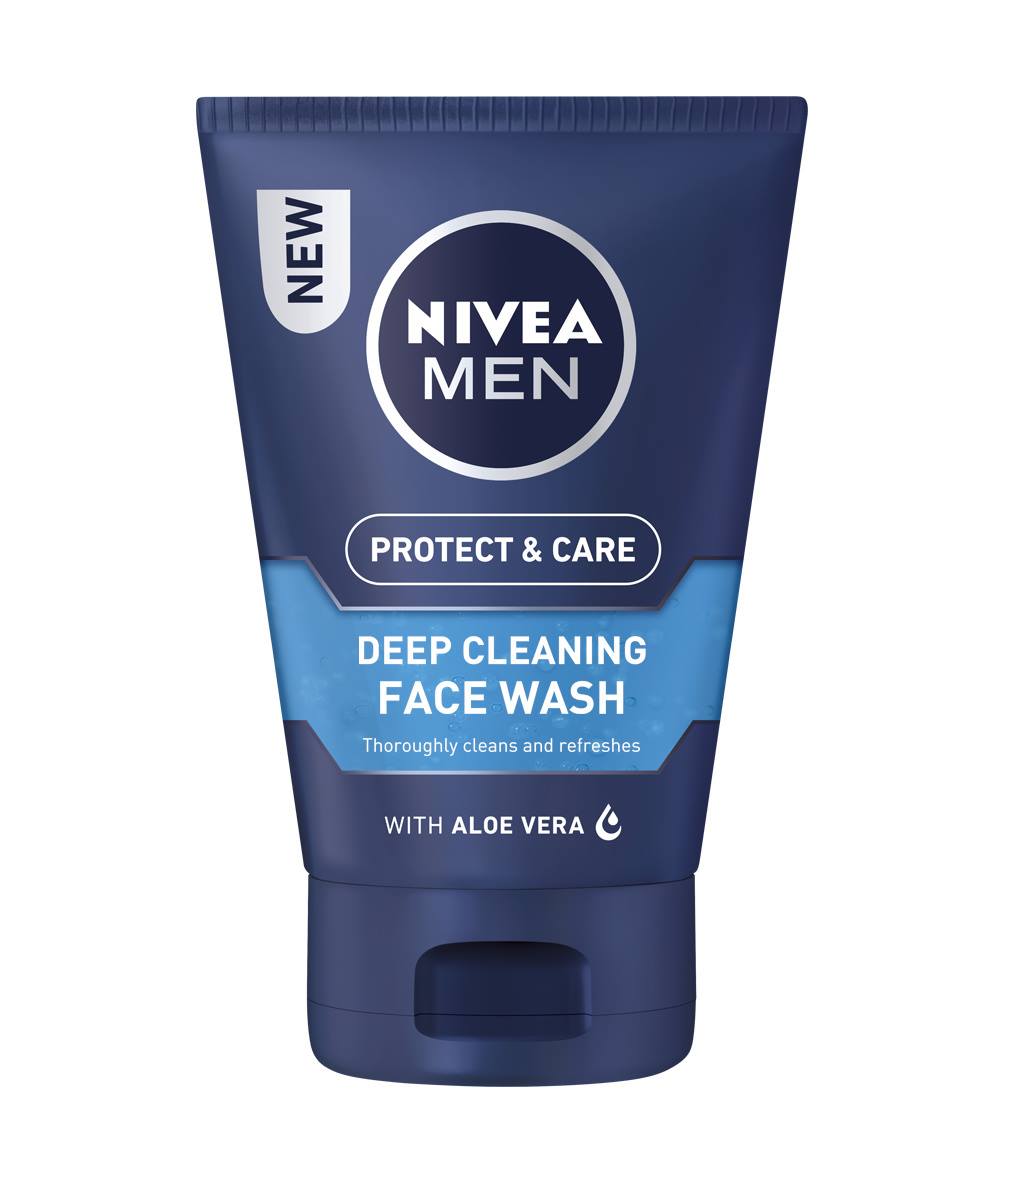 NEW
NIVEA
MEN
PROTECT & CARE
DEEP CLEANING
FACE WASH
Thoroughly cleans and refreshes
WITH ALOE VERA